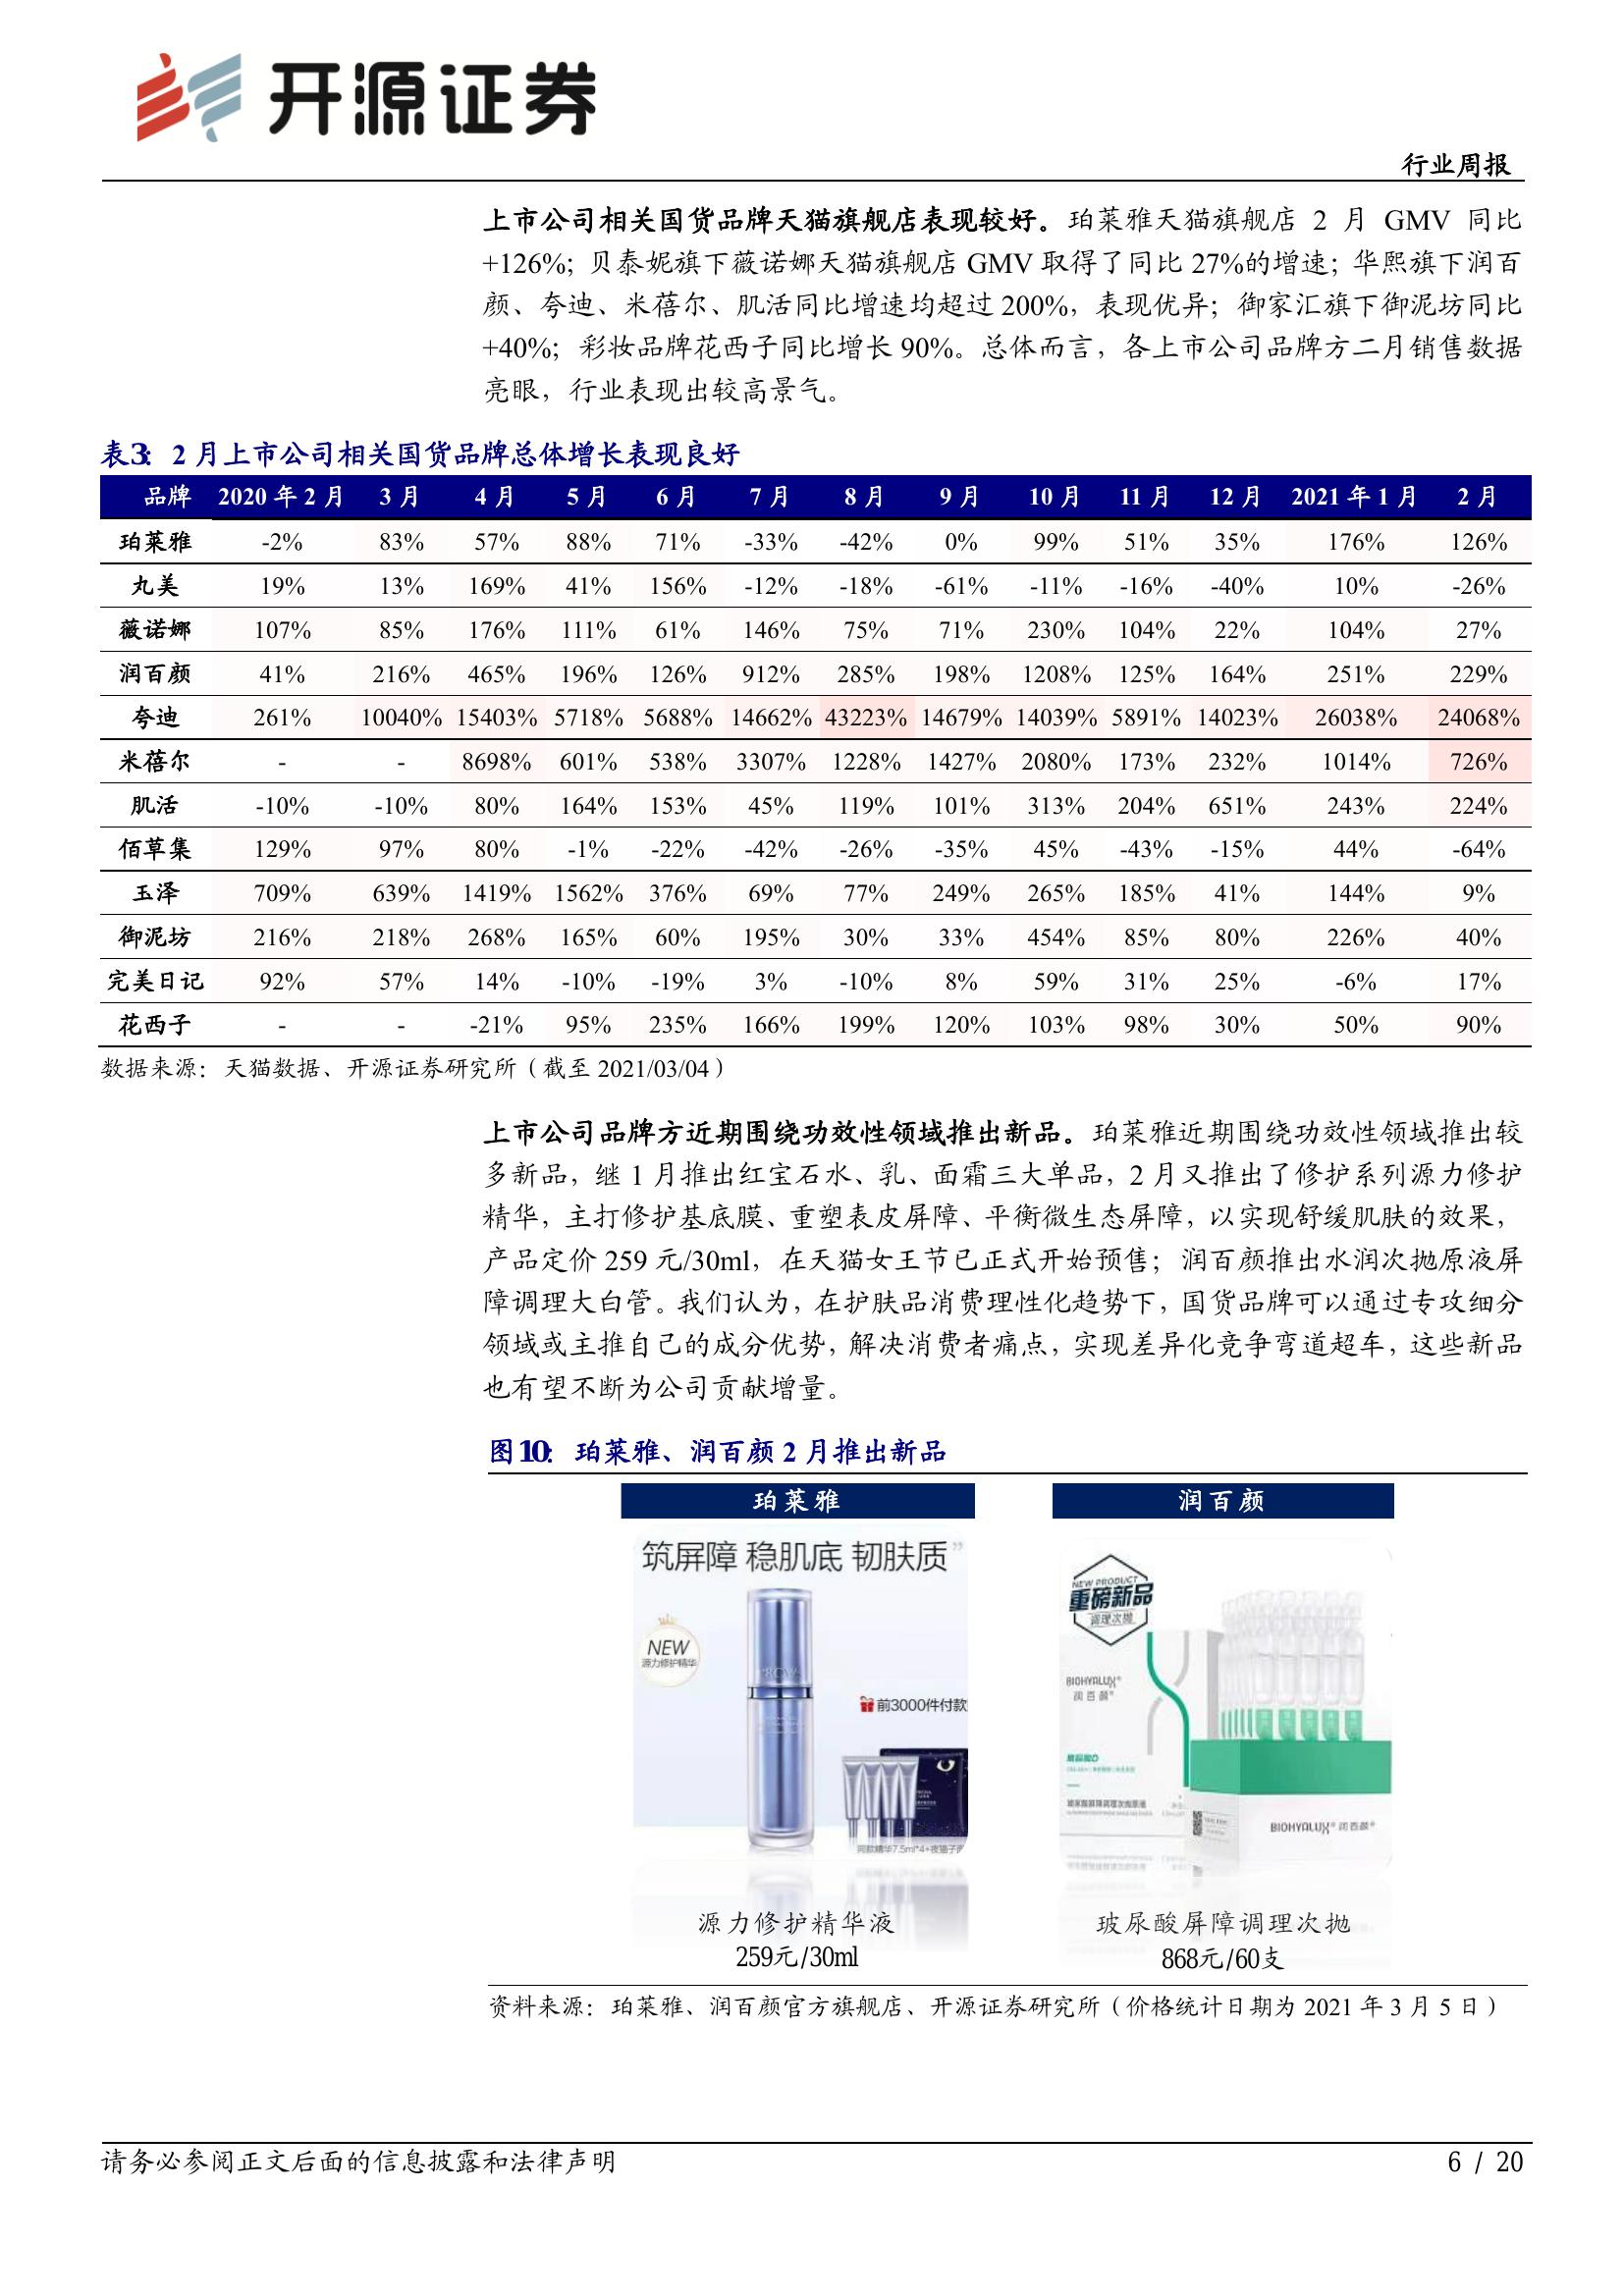 开源证券
行业周报
上市公司相关国货品牌天猫旗舰店表现较好。珀莱雅天猫旗舰店 2 月 GMV 同比
+126%；贝泰妮旗下薇诺娜天猫旗舰店 GMV 取得了同比 27%的增速；华熙旗下润百
颜、夸迪、米蓓尔、肌活同比增速均超过 200%，表现优异；御家汇旗下御泥坊同比
+40%；彩妆品牌花西子同比增长 90%。总体而言，各上市公司品牌方二月销售数据
亮眼，行业表现出较高景气。
表3：2 月上市公司相关国货品牌总体增长表现良好
品牌 2020 年 2 月 3 月 4 月 5 月 6 月 7 月 8 月 9 月 10 月 11 月 12 月 2021 年 1 月 2 月
珀莱雅 -2% 83% 57% 88% 71% -33% -42% 0% 99% 51% 35% 176% 126%
丸美 19% 13% 169% 41% 156% -12% -18% -61% -11% -16% -40% 10% -26%
薇诺娜 107% 85% 176% 111% 61% 146% 75% 71% 230% 104% 22% 104% 27%
润百颜 41% 216% 465% 196% 126% 912% 285% 198% 1208% 125% 164% 251% 229%
夸迪 261% 10040% 15403% 5718% 5688% 14662% 43223% 14679% 14039% 5891% 14023% 26038% 24068%
米蓓尔 - - 8698% 601% 538% 3307% 1228% 1427% 2080% 173% 232% 1014% 726%
肌活 -10% -10% 80% 164% 153% 45% 119% 101% 313% 204% 651% 243% 224%
佰草集 129% 97% 80% -1% -22% -42% -26% -35% 45% -43% -15% 44% -64%
玉泽 709% 639% 1419% 1562% 376% 69% 77% 249% 265% 185% 41% 144% 9%
御泥坊 216% 218% 268% 165% 60% 195% 30% 33% 454% 85% 80% 226% 40%
完美日记 92% 57% 14% -10% -19% 3% -10% 8% 59% 31% 25% -6% 17%
花西子 - - -21% 95% 235% 166% 199% 120% 103% 98% 30% 50% 90%
数据来源：天猫数据、开源证券研究所（截至 2021/03/04）
上市公司品牌方近期围绕功效性领域推出新品。珀莱雅近期围绕功效性领域推出较
多新品，继 1 月推出红宝石水、乳、面霜三大单品，2 月又推出了修护系列源力修护
精华，主打修护基底膜、重塑表皮屏障、平衡微生态屏障，以实现舒缓肌肤的效果，
产品定价 259 元/30ml，在天猫女王节已正式开始预售；润百颜推出水润次抛原液屏
障调理大白管。我们认为，在护肤品消费理性化趋势下，国货品牌可以通过专攻细分
领域或主推自己的成分优势，解决消费者痛点，实现差异化竞争弯道超车，这些新品
也有望不断为公司贡献增量。
图10：珀莱雅、润百颜 2 月推出新品
珀莱雅
筑屏障 稳肌底 韧肤质”
NEW
源力修护精华
前3000件付款
同款精华7.5ml*4+夜猫子
源力修护精华液
259元/30ml
润百颜
NEW PRODUCT
重磅新品
调理次抛
BIOHYALUX®
润百颜®
BIOHYALUX® 润百颜®
玻尿酸屏障调理次抛
868元/60支
资料来源：珀莱雅、润百颜官方旗舰店、开源证券研究所（价格统计日期为 2021 年 3 月 5 日）
请务必参阅正文后面的信息披露和法律声明
6 / 20